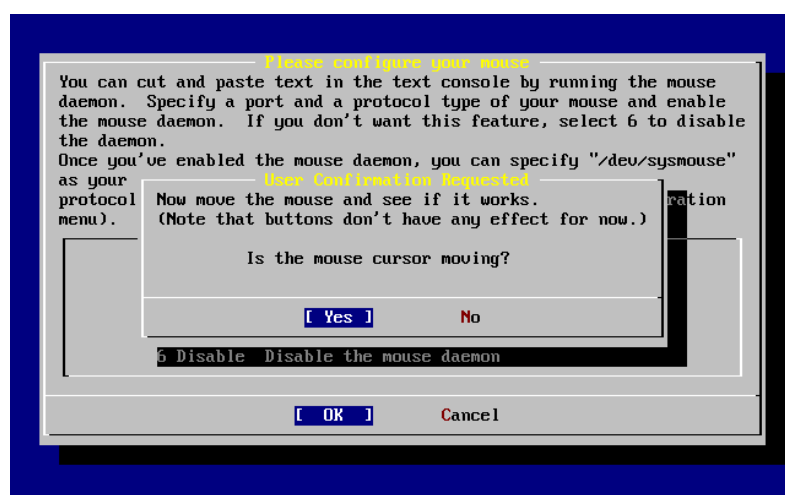 Please configure your mouse
You can cut and paste text in the text console by running the mouse
daemon.  Specify a port and a protocol type of your mouse and enable
the mouse daemon.  If you don't want this feature, select 6 to disable
the daemon.
Once you've enabled the mouse daemon, you can specify "/dev/sysmouse"
as your
User Confirmation Requested
protocol
ration
menu).
Now move the mouse and see if it works.
(Note that buttons don't have any effect for now.)
Is the mouse cursor moving?
[ Yes ]    No
6 Disable  Disable the mouse daemon
[  OK  ]    Cancel